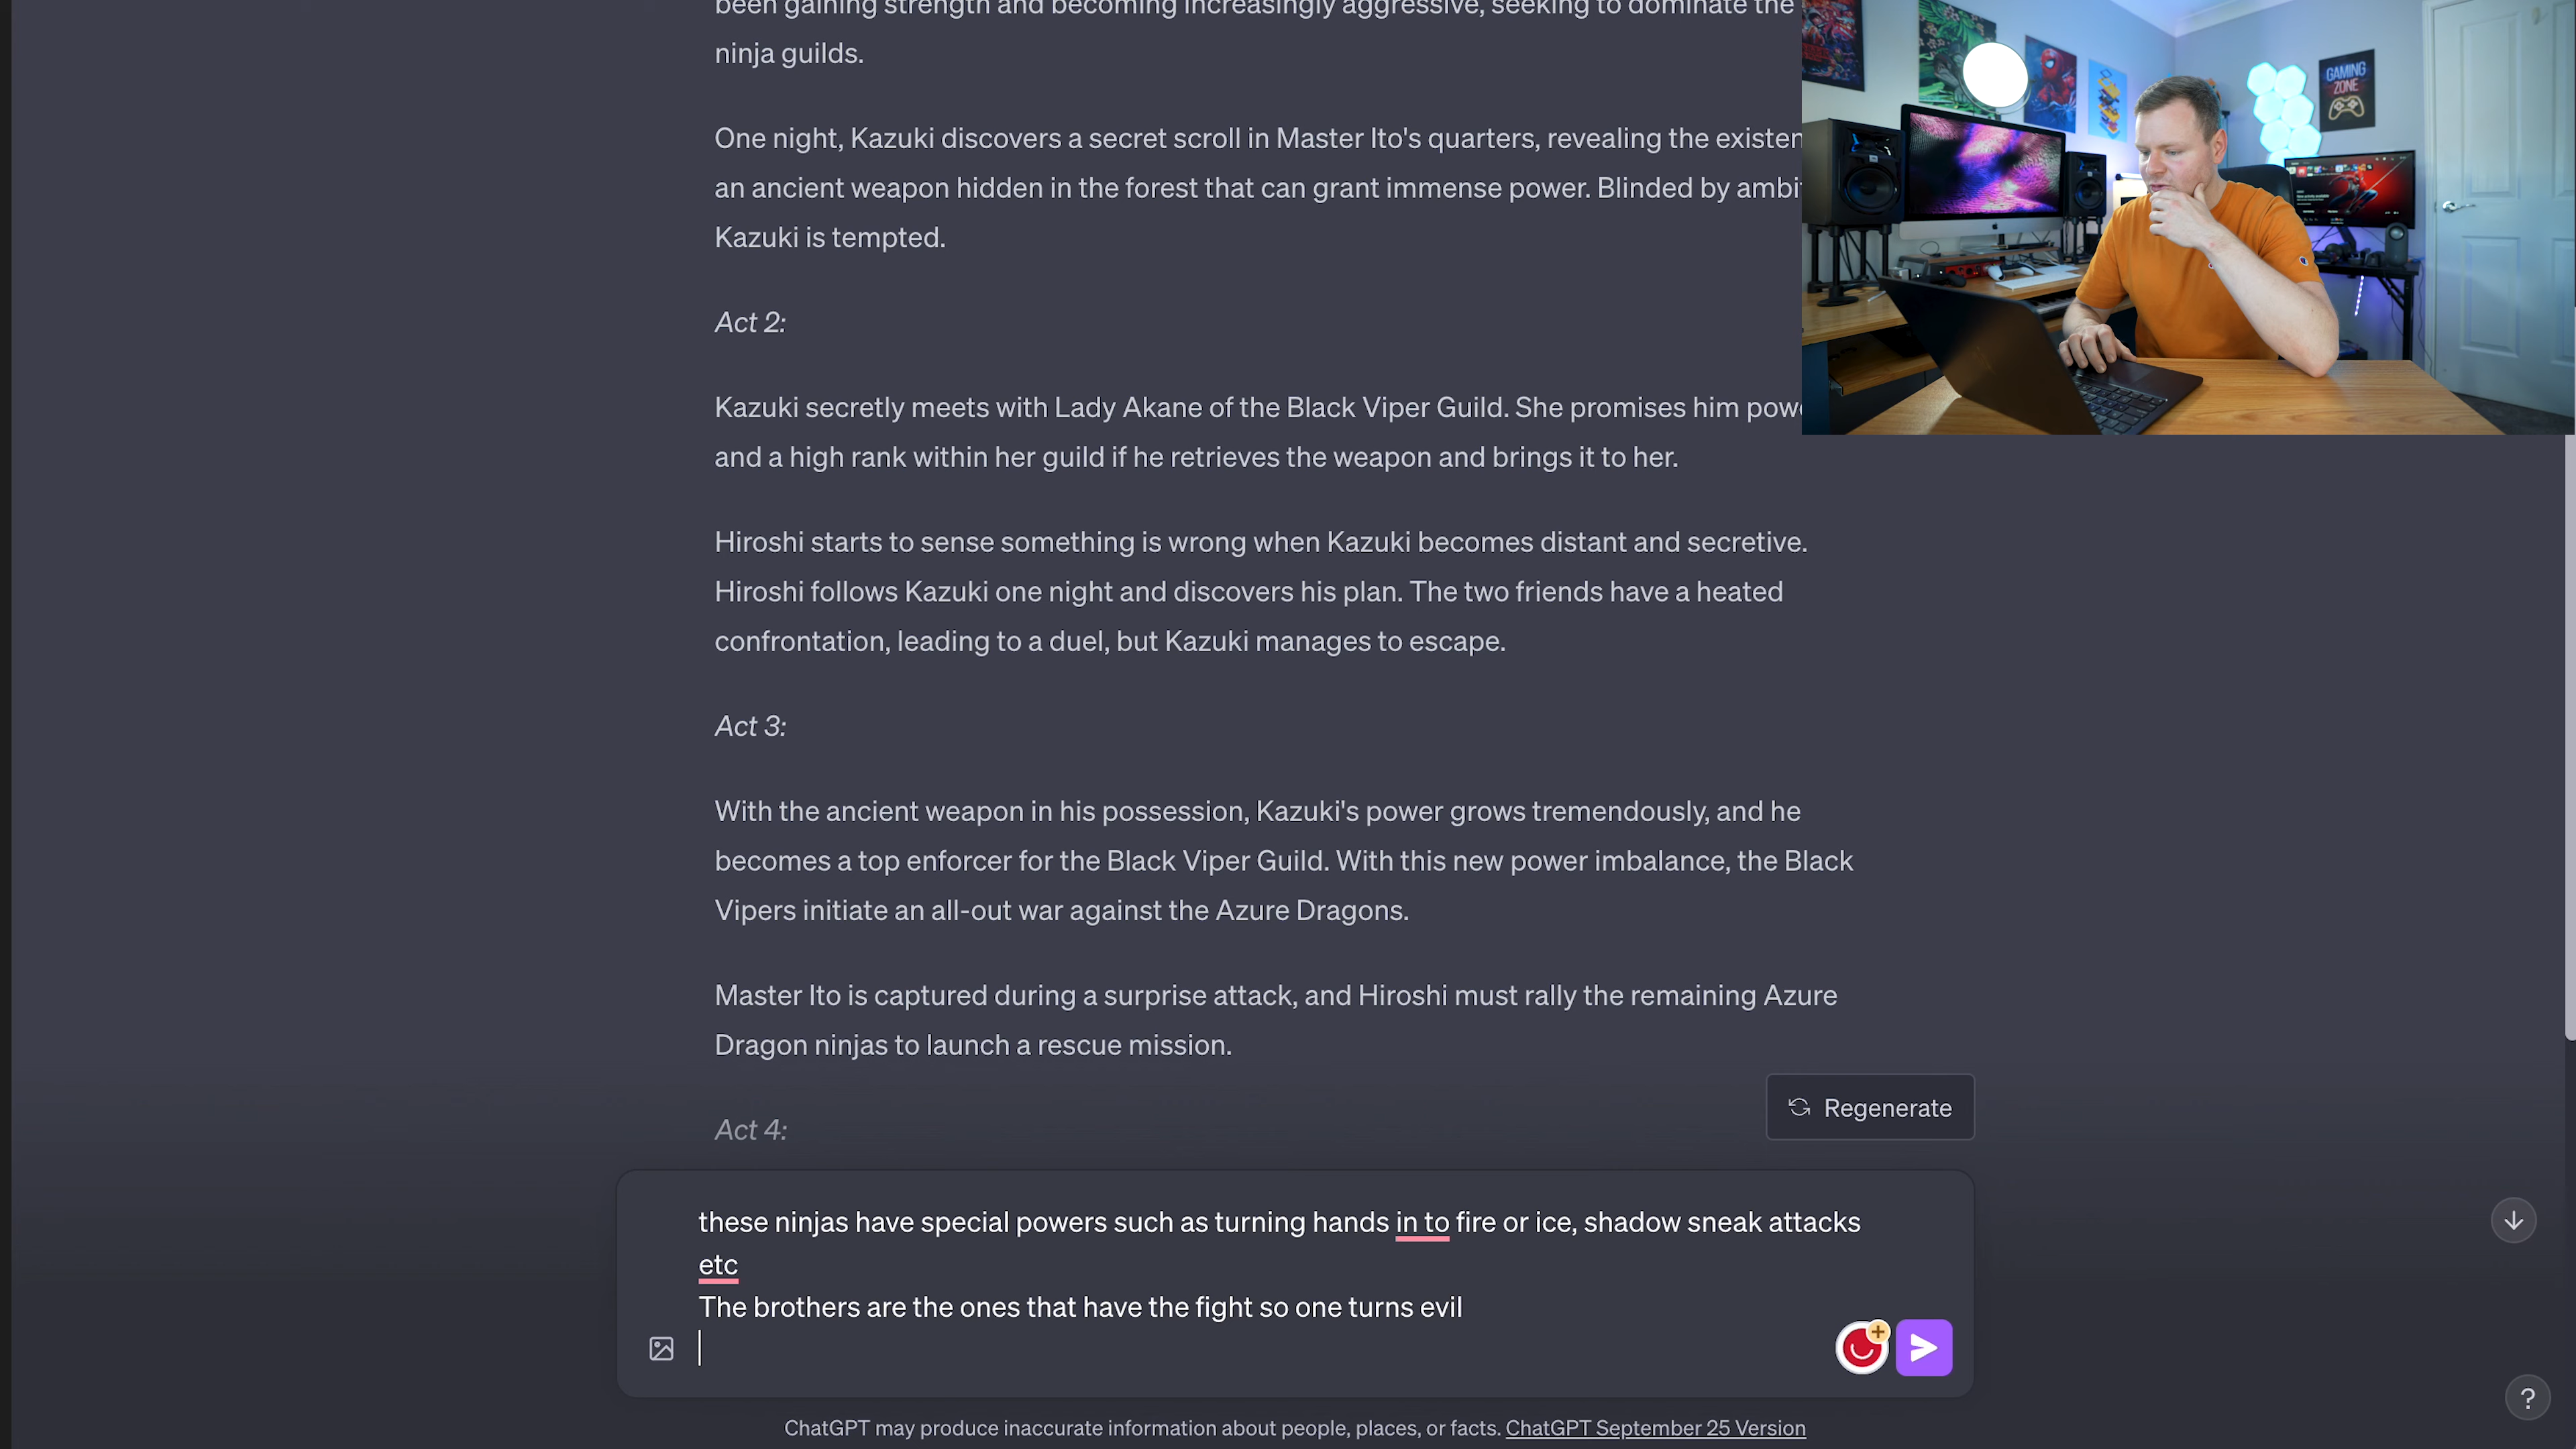 been gaining strength and becoming increasingly aggressive, seeking to dominate the
ninja guilds.
One night, Kazuki discovers a secret scroll in Master Ito's quarters, revealing the existen
an ancient weapon hidden in the forest that can grant immense power. Blinded by ambi
Kazuki is tempted.
Act 2:
Kazuki secretly meets with Lady Akane of the Black Viper Guild. She promises him pow
and a high rank within her guild if he retrieves the weapon and brings it to her.
Hiroshi starts to sense something is wrong when Kazuki becomes distant and secretive.
Hiroshi follows Kazuki one night and discovers his plan. The two friends have a heated
confrontation, leading to a duel, but Kazuki manages to escape.
Act 3:
With the ancient weapon in his possession, Kazuki's power grows tremendously, and he
becomes a top enforcer for the Black Viper Guild. With this new power imbalance, the Black
Vipers initiate an all-out war against the Azure Dragons.
Master Ito is captured during a surprise attack, and Hiroshi must rally the remaining Azure
Dragon ninjas to launch a rescue mission.
Act 4:
Regenerate
these ninjas have special powers such as turning hands in to fire or ice, shadow sneak attacks
etc
The brothers are the ones that have the fight so one turns evil
ChatGPT may produce inaccurate information about people, places, or facts. ChatGPT September 25 Version
?
GAMING
ZONE